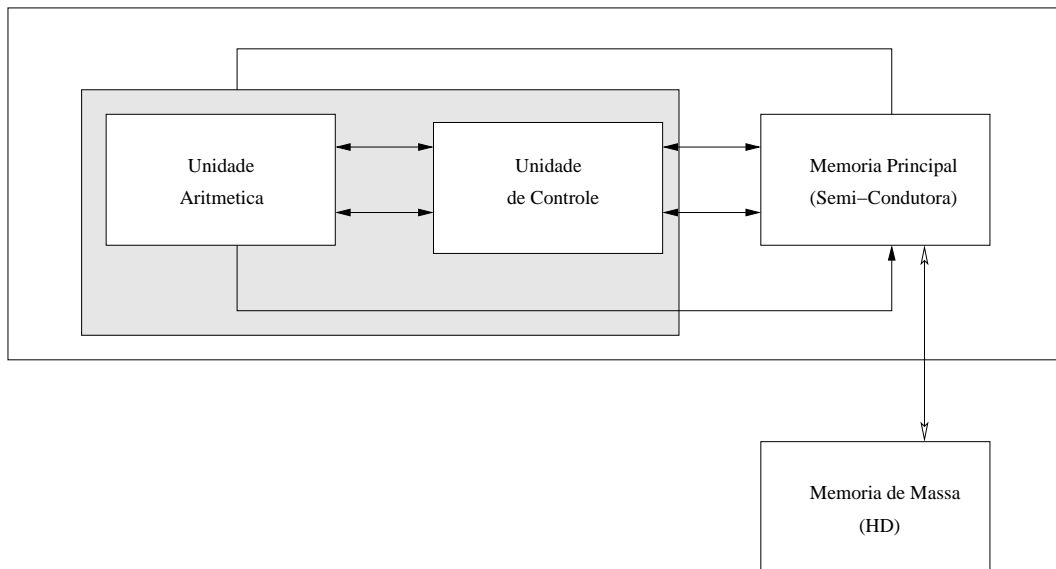 Unidade
Aritmetica
Unidade
de Controle
Memoria Principal
(Semi−Condutora)
Memoria de Massa
(HD)